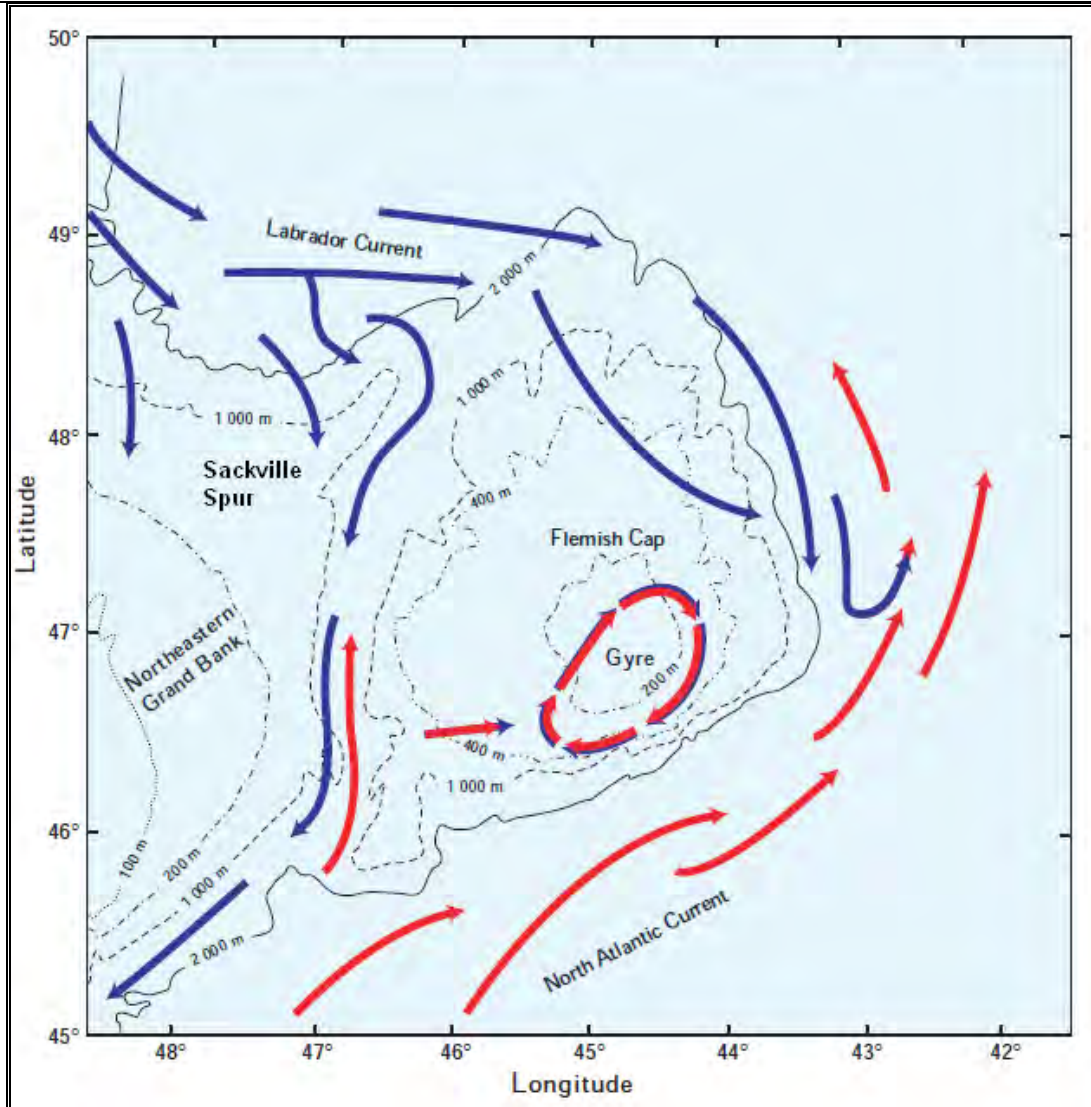 50°
49°
48°
47°
46°
45°
Latitude
Labrador Current
2 000 m
1 000 m
1 000 m
Sackville
Spur
400 m
Flemish Cap
Northeastern
Grand Bank
Gyre
200 m
400 m
1 000 m
100 m
200 m
1 000 m
2 000 m
North Atlantic Current
48°
47°
46°
45°
44°
43°
42°
Longitude